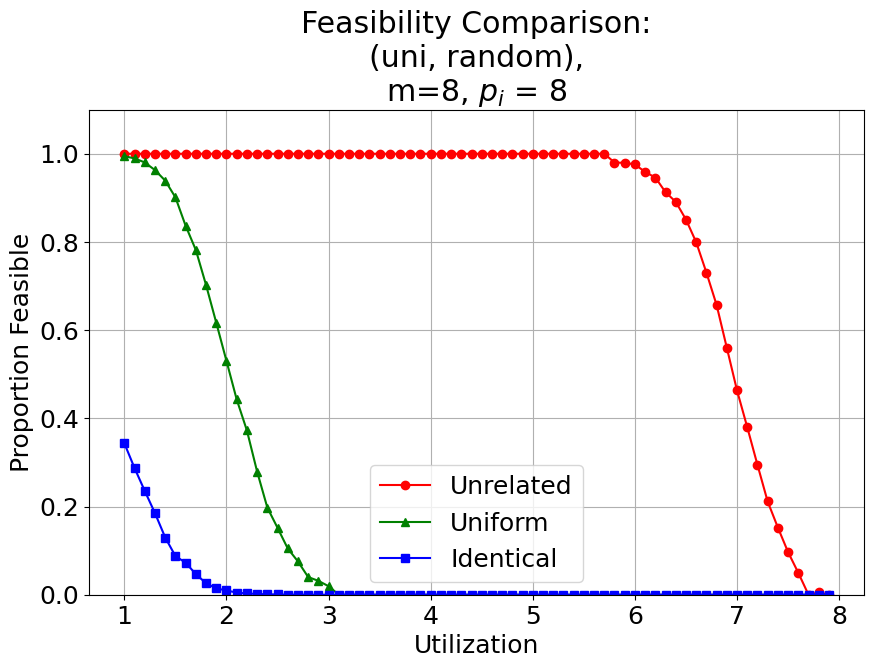 Feasibility Comparison:
(uni, random),
m=8, pᵢ = 8
Proportion Feasible
1.0
0.8
0.6
0.4
0.2
0.0
Unrelated
Uniform
Identical
1 2 3 4 5 6 7 8
Utilization